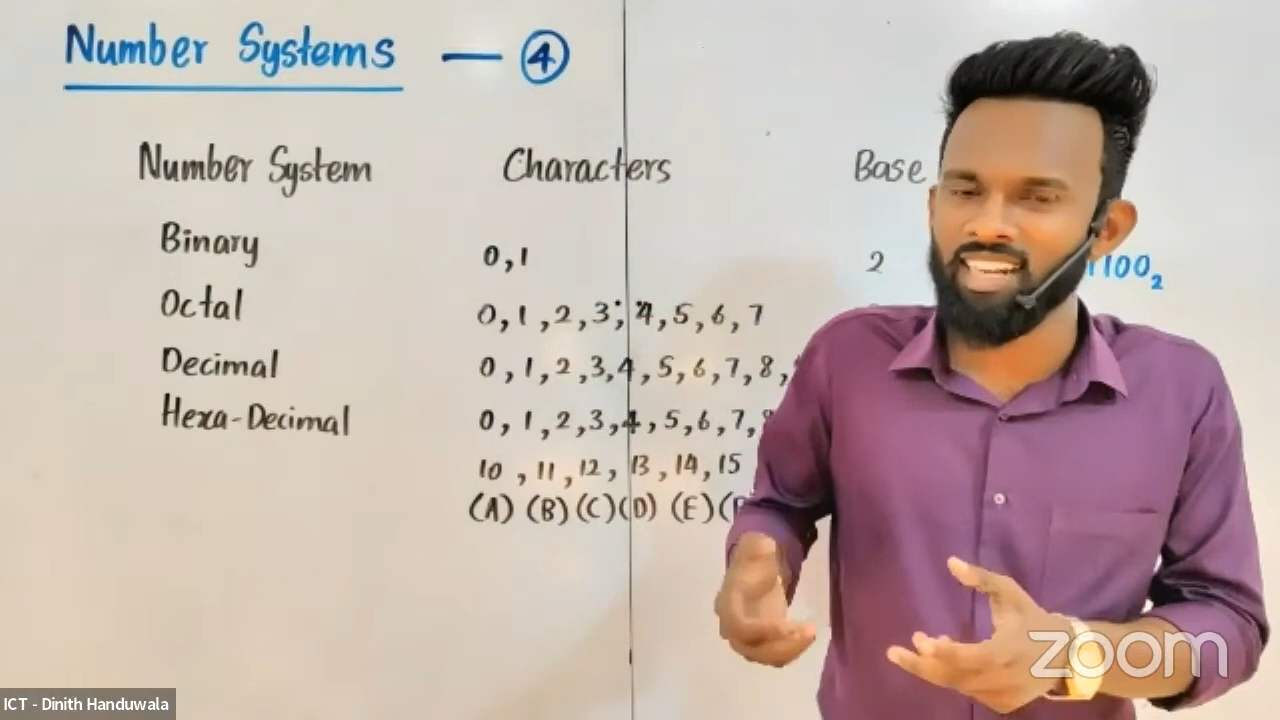 Number Systems — ④
Number System Characters Base
Binary 0,1 2 1100₂
Octal 0,1,2,3,4,5,6,7
Decimal 0,1,2,3,4,5,6,7,8,
Hexa-Decimal 0,1,2,3,4,5,6,7,
10,11,12,13,14,15
(A) (B) (C) (D) (E) (
zoom
ICT - Dinith Handuwala